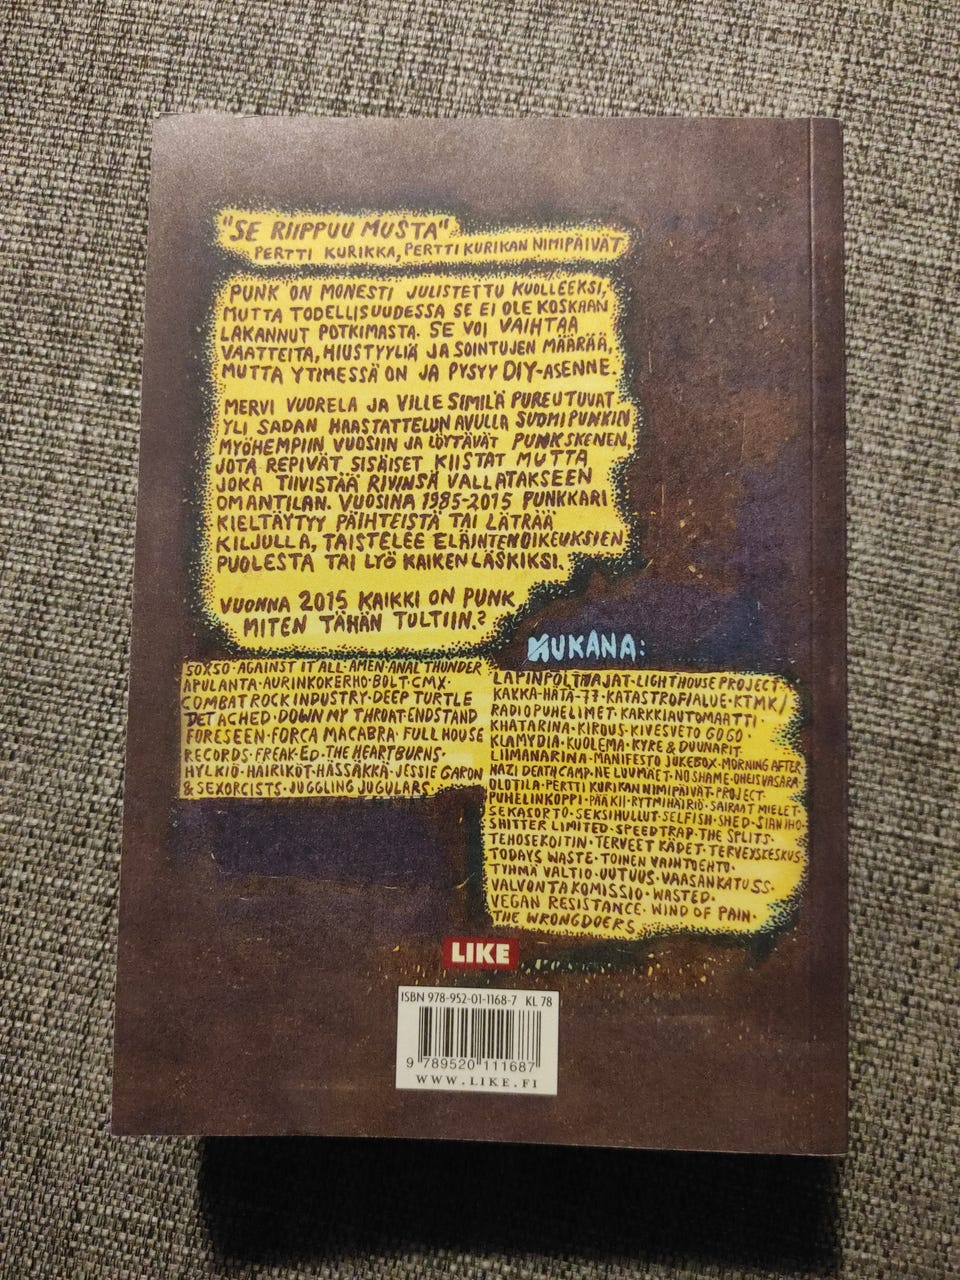 "SE RIIPPUU MUSTA"
PERTTI KURIKKA, PERTTI KURIKAN NIMIPÄIVÄT
PUNK ON MONESTI JULISTETTU KUOLLEEKSI,
MUTTA TODELLISUUDESSA SE EI OLE KOSKAAN
LAKANNUT POTKIMASTA. SE VOI VAIHTAA
VAATTEITA, HIUSTYYLIÄ JA SOINTUJEN MÄÄRÄÄ,
MUTTA YTIMESSÄ ON JA PYSYY DIY-ASENNE.
MERVI VUORELA JA VILLE SIMILÄ PUREUTUVAT
YLI SADAN HAASTATTELUN AVULLA SUOMIPUNKIN
MYÖHEMPIIN VUOSIIN JA LÖYTÄVÄT PUNKSKENEN,
JOTA REPIVÄT SISÄISET KIISTAT MUTTA
JOKA TIIVISTÄÄ RIVINSÄ VALLATAKSEEN
OMAN TILAN. VUOSINA 1985-2015 PUNKKARI
KIELTÄYTYY PÄIHTEISTÄ TAI LÄTRÄÄ
KILJULLA, TAISTELEE ELÄINTENOIKEUKSIEN
PUOLESTA TAI LYÖ KAIKEN LÄSKIKSI.
VUONNA 2015 KAIKKI ON PUNK
MITEN TÄHÄN TULTIIN?
MUKANA:
50X50·AGAINST IT ALL·AMEN·ANAL THUNDER
APULANTA·AURINKOKERHO·BOLT·CMX·
COMBAT ROCK INDUSTRY·DEEP TURTLE
DETACHED·DOWN MY THROAT·ENDSTAND
FORESEEN·FORCA MACABRA·FULL HOUSE
RECORDS·FREAK-ED·THE HEARTBURNS·
HYLKIÖ·HÄIRIKÖT·HÄSSÄKKÄ·JESSIE GARON
& SEXORCISTS·JUGGLING JUGULARS·
LAPINPOLTHAJAT·LIGHTHOUSE PROJECT·
KAKKA-HÄTÄ-77·KATASTROFIALUE·KTMK/
RADIOPUHELIMET·KARKKIAUTOMAATTI·
KHATARINA·KIROUS·KIVESVETO GO GO·
KLAMYDIA·KUOLEMA·KYRE & DUUNARIT·
LIIMANARINA·MANIFESTO JUKEBOX·MORNING AFTER
NAZI DEATH CAMP·NE LUUMÄET·NO SHAME·OHEISVASARA
OLOTILA·PERTTI KURIKAN NIMIPÄIVÄT·PROJECT·
PUHELINKOPPI·PÄÄ KII·RYTMIHÄIRIÖ·SAIRAAT MIELET·
SEKASORTO·SEKSIHULLUT·SELFISH·SHED·SIAN IHO·
SHITTER LIMITED·SPEEDTRAP·THE SPLITS·
TEHOSEKOITIN·TERVEET KÄDET·TERVEYSKESKUS·
TODAYS WASTE·TOINEN VAIHTOEHTO·
TYHMÄ VALTIO·UUTUUS·VAASANKATU SS·
VALVONTAKOMISSIO·WASTED·
VEGAN RESISTANCE·WIND OF PAIN·
THE WRONGDOERS
LIKE
ISBN 978-952-01-1168-7 KL 78
9 789520 111687
WWW.LIKE.FI